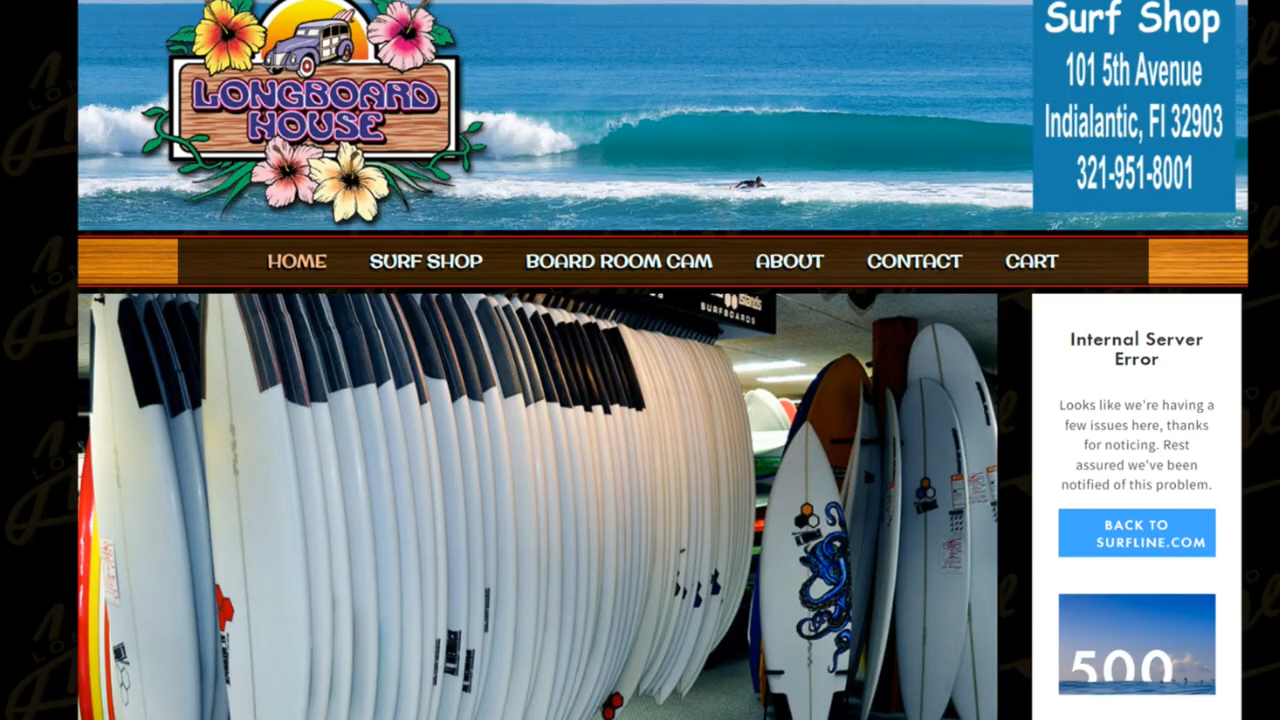 LONGBOARD
HOUSE
Surf Shop
101 5th Avenue
Indialantic, Fl 32903
321-951-8001
HOME SURF SHOP BOARD ROOM CAM ABOUT CONTACT CART
SURFBOARDS
Internal Server
Error
Looks like we're having a
few issues here, thanks
for noticing. Rest
assured we've been
notified of this problem.
BACK TO
SURFLINE.COM
500